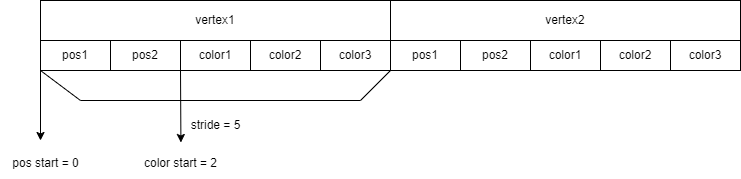 vertex1 vertex2
pos1 pos2 color1 color2 color3 pos1 pos2 color1 color2 color3
stride = 5
pos start = 0 color start = 2